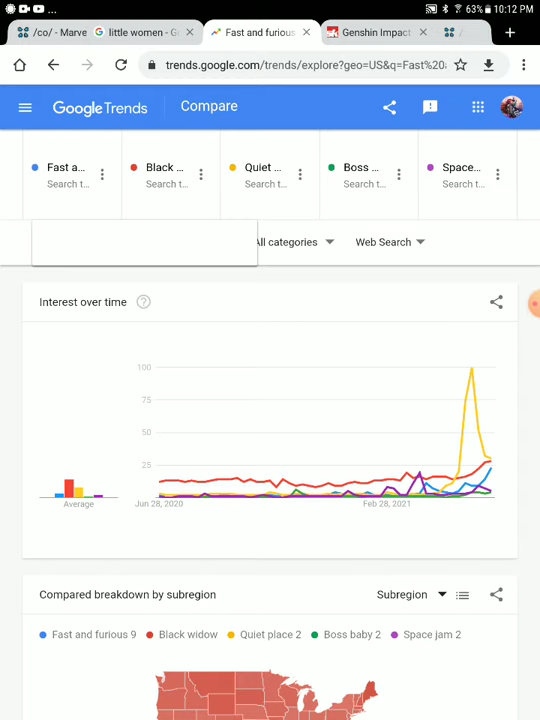 63% 10:12 PM
/co/ - Marve
little women - G
Fast and furious
Genshin Impact
/
trends.google.com/trends/explore?geo=US&q=Fast%20
Google Trends Compare
Fast a...
Search t...
Black ...
Search t...
Quiet ...
Search t...
Boss ...
Search t...
Space...
Search t...
All categories
Web Search
Interest over time
100
75
50
25
Average
Jun 28, 2020
Feb 28, 2021
Compared breakdown by subregion
Subregion
Fast and furious 9 Black widow Quiet place 2 Boss baby 2 Space jam 2